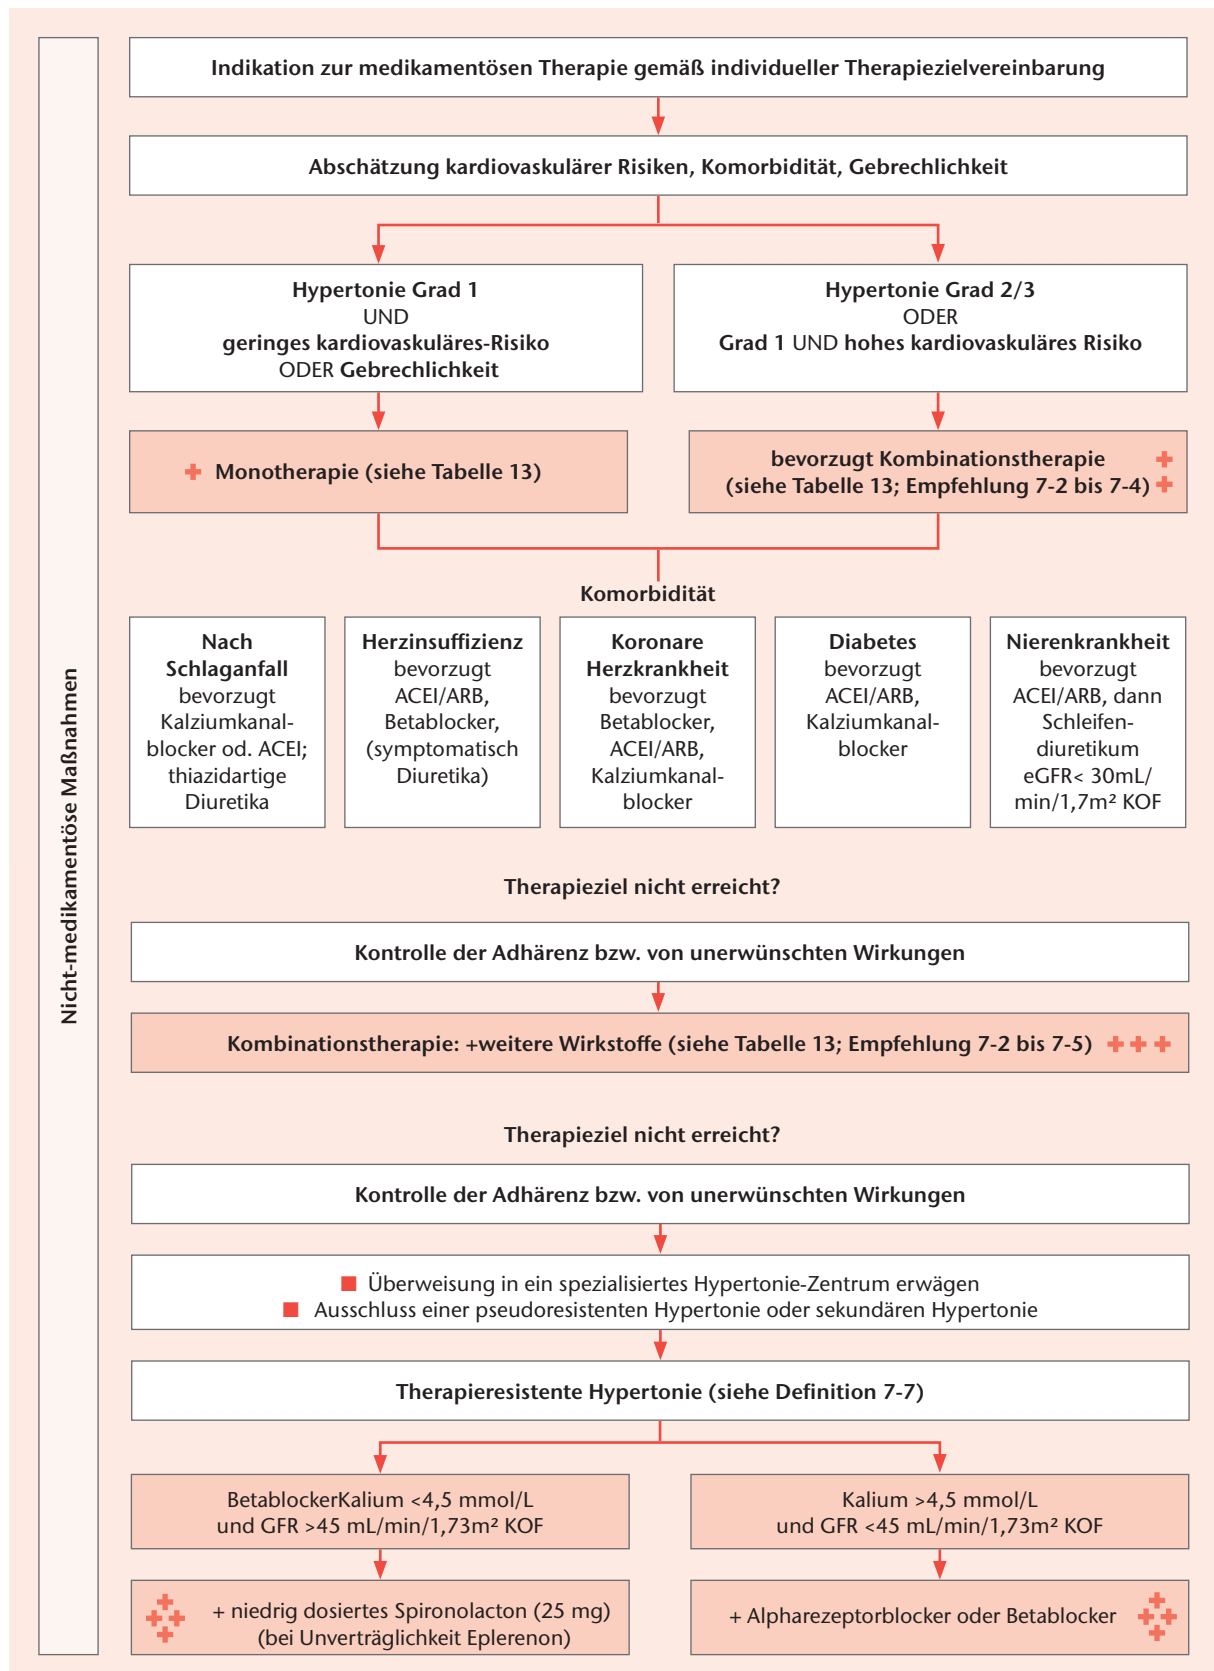 Nicht-medikamentöse Maßnahmen
Indikation zur medikamentösen Therapie gemäß individueller Therapiezielvereinbarung
Abschätzung kardiovaskulärer Risiken, Komorbidität, Gebrechlichkeit
Hypertonie Grad 1
UND
geringes kardiovaskuläres-Risiko
ODER Gebrechlichkeit
Hypertonie Grad 2/3
ODER
Grad 1 UND hohes kardiovaskuläres Risiko
+ Monotherapie (siehe Tabelle 13)
bevorzugt Kombinationstherapie +
(siehe Tabelle 13; Empfehlung 7-2 bis 7-4) +
Komorbidität
Nach
Schlaganfall
bevorzugt
Kalziumkanal-
blocker od. ACEI;
thiazidartige
Diuretika
Herzinsuffizienz
bevorzugt
ACEI/ARB,
Betablocker,
(symptomatisch
Diuretika)
Koronare
Herzkrankheit
bevorzugt
Betablocker,
ACEI/ARB,
Kalziumkanal-
blocker
Diabetes
bevorzugt
ACEI/ARB,
Kalziumkanal-
blocker
Nierenkrankheit
bevorzugt
ACEI/ARB, dann
Schleifen-
diuretikum
eGFR< 30mL/
min/1,7m² KOF
Therapieziel nicht erreicht?
Kontrolle der Adhärenz bzw. von unerwünschten Wirkungen
Kombinationstherapie: +weitere Wirkstoffe (siehe Tabelle 13; Empfehlung 7-2 bis 7-5) + + +
Therapieziel nicht erreicht?
Kontrolle der Adhärenz bzw. von unerwünschten Wirkungen
■ Überweisung in ein spezialisiertes Hypertonie-Zentrum erwägen
■ Ausschluss einer pseudoresistenten Hypertonie oder sekundären Hypertonie
Therapieresistente Hypertonie (siehe Definition 7-7)
BetablockerKalium <4,5 mmol/L
und GFR >45 mL/min/1,73m² KOF
Kalium >4,5 mmol/L
und GFR <45 mL/min/1,73m² KOF
+ niedrig dosiertes Spironolacton (25 mg)
(bei Unverträglichkeit Eplerenon)
+ Alpharezeptorblocker oder Betablocker